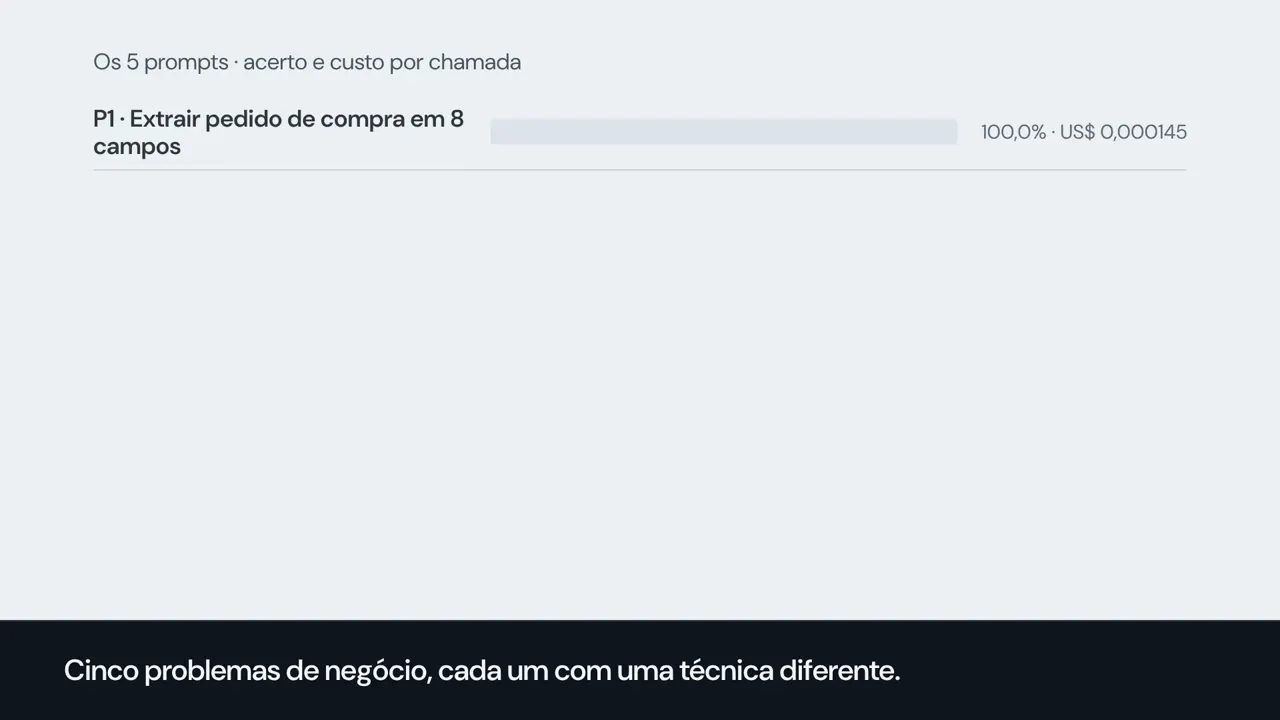 Os 5 prompts · acerto e custo por chamada
P1 · Extrair pedido de compra em 8
campos
100,0% · US$ 0,000145
Cinco problemas de negócio, cada um com uma técnica diferente.